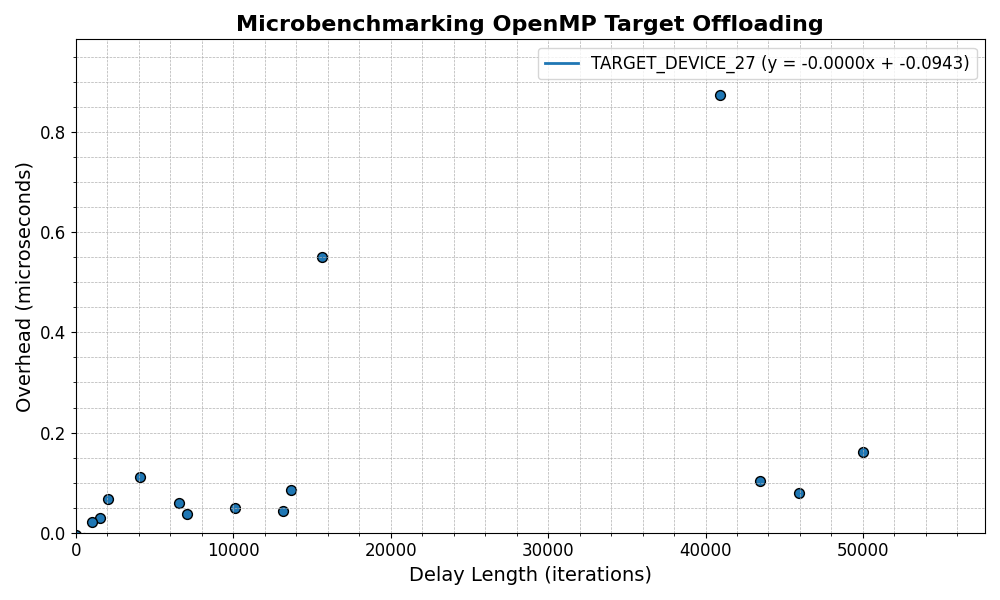 Microbenchmarking OpenMP Target Offloading
TARGET_DEVICE_27 (y = -0.0000x + -0.0943)
Overhead (microseconds)
0.8
0.6
0.4
0.2
0.0
0 10000 20000 30000 40000 50000
Delay Length (iterations)